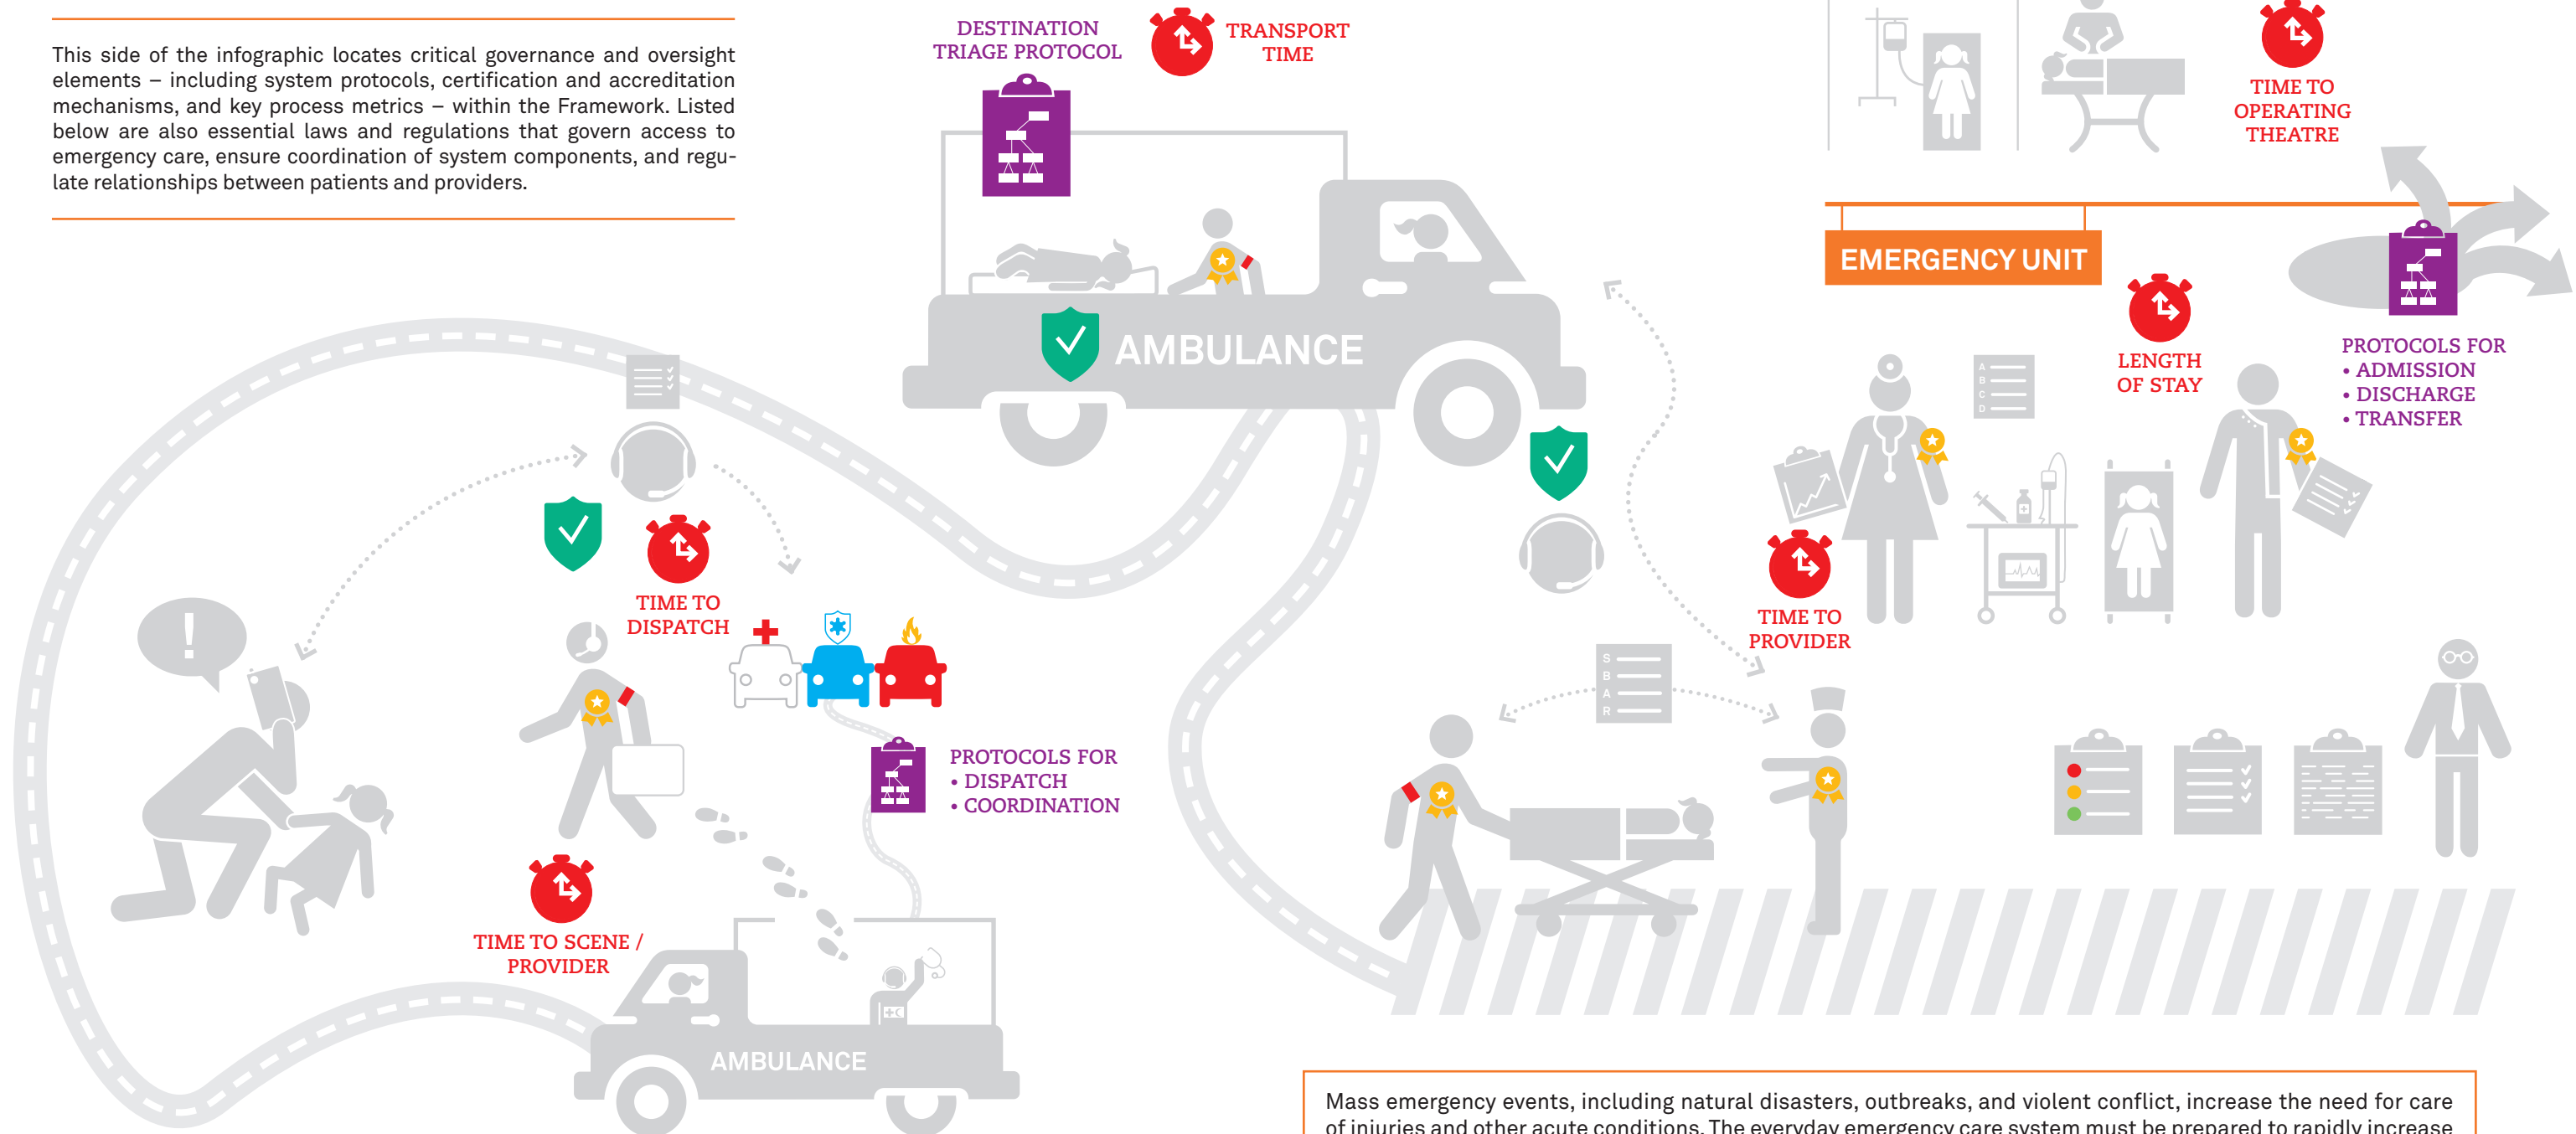 This side of the infographic locates critical governance and oversight
elements – including system protocols, certification and accreditation
mechanisms, and key process metrics – within the Framework. Listed
below are also essential laws and regulations that govern access to
emergency care, ensure coordination of system components, and regu-
late relationships between patients and providers.
DESTINATION
TRIAGE PROTOCOL
TRANSPORT
TIME
TIME TO
OPERATING
THEATRE
EMERGENCY UNIT
AMBULANCE
LENGTH
OF STAY
PROTOCOLS FOR
• ADMISSION
• DISCHARGE
• TRANSFER
A
B
C
D
!
TIME TO
DISPATCH
TIME TO
PROVIDER
S
B
A
R
PROTOCOLS FOR
• DISPATCH
• COORDINATION
TIME TO SCENE /
PROVIDER
AMBULANCE
Mass emergency events, including natural disasters, outbreaks, and violent conflict, increase the need for care
of injuries and other acute conditions. The everyday emergency care system must be prepared to rapidly increase